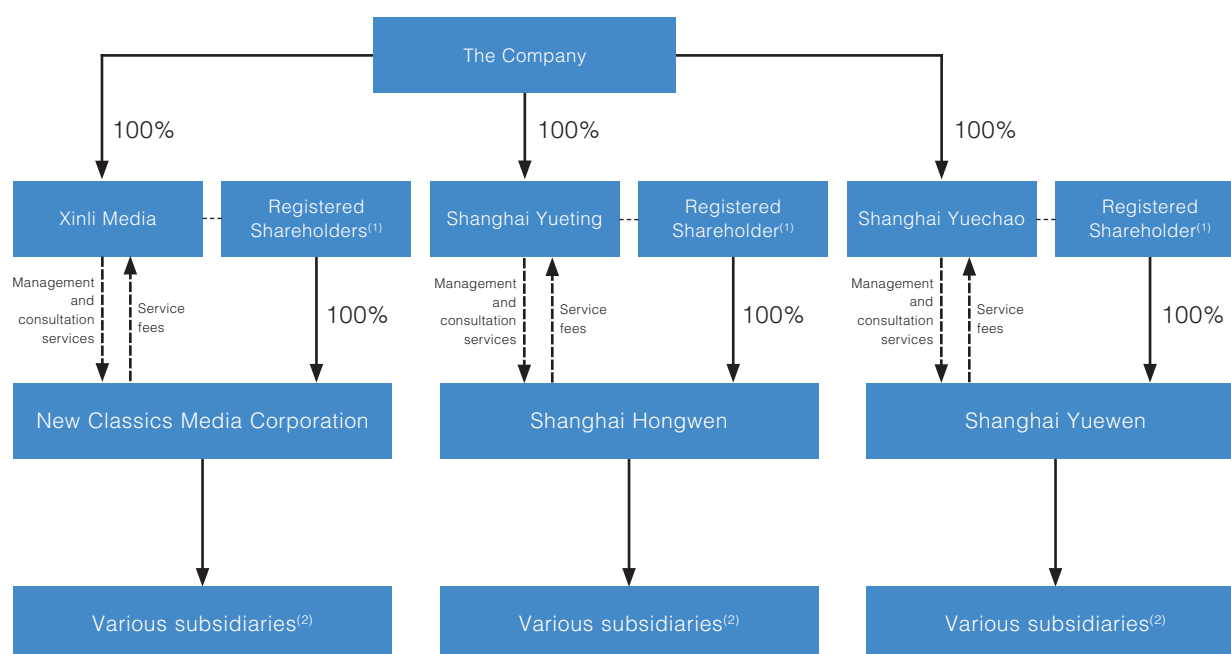 The Company
100%
100%
100%
Xinli Media
Registered
Shareholders(1)
Shanghai Yueting
Registered
Shareholder(1)
Shanghai Yuechao
Registered
Shareholder(1)
Management
and
consultation
services
Service
fees
100%
Management
and
consultation
services
Service
fees
100%
Management
and
consultation
services
Service
fees
100%
New Classics Media Corporation
Shanghai Hongwen
Shanghai Yuewen
Various subsidiaries(2)
Various subsidiaries(2)
Various subsidiaries(2)